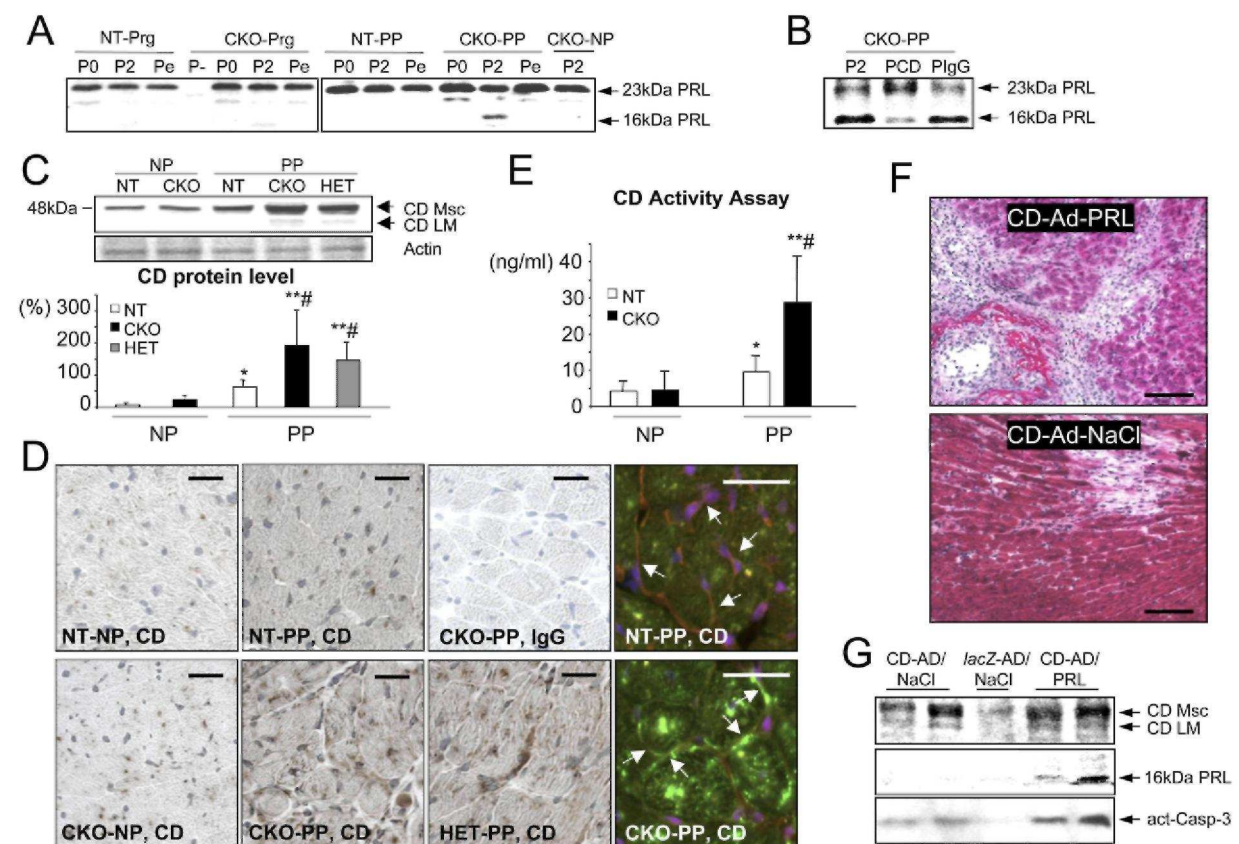 A
NT-Prg CKO-Prg NT-PP CKO-PP CKO-NP
P0 P2 Pe P- P0 P2 Pe P0 P2 Pe P0 P2 Pe P2
23kDa PRL
16kDa PRL
B
CKO-PP
P2 PCD PIgG
23kDa PRL
16kDa PRL
C
NP PP
NT CKO NT CKO HET
48kDa
CD Msc
CD LM
Actin
CD protein level
(%)
300
200
100
0
NT
CKO
HET
*
**#
**#
NP PP
E
CD Activity Assay
(ng/ml)
40
30
20
10
0
NT
CKO
*
**#
NP PP
F
CD-Ad-PRL
CD-Ad-NaCl
D
NT-NP, CD
NT-PP, CD
CKO-PP, IgG
NT-PP, CD
CKO-NP, CD
CKO-PP, CD
HET-PP, CD
CKO-PP, CD
G
CD-AD/ lacZ-AD/ CD-AD/
NaCl NaCl PRL
CD Msc
CD LM
16kDa PRL
act-Casp-3